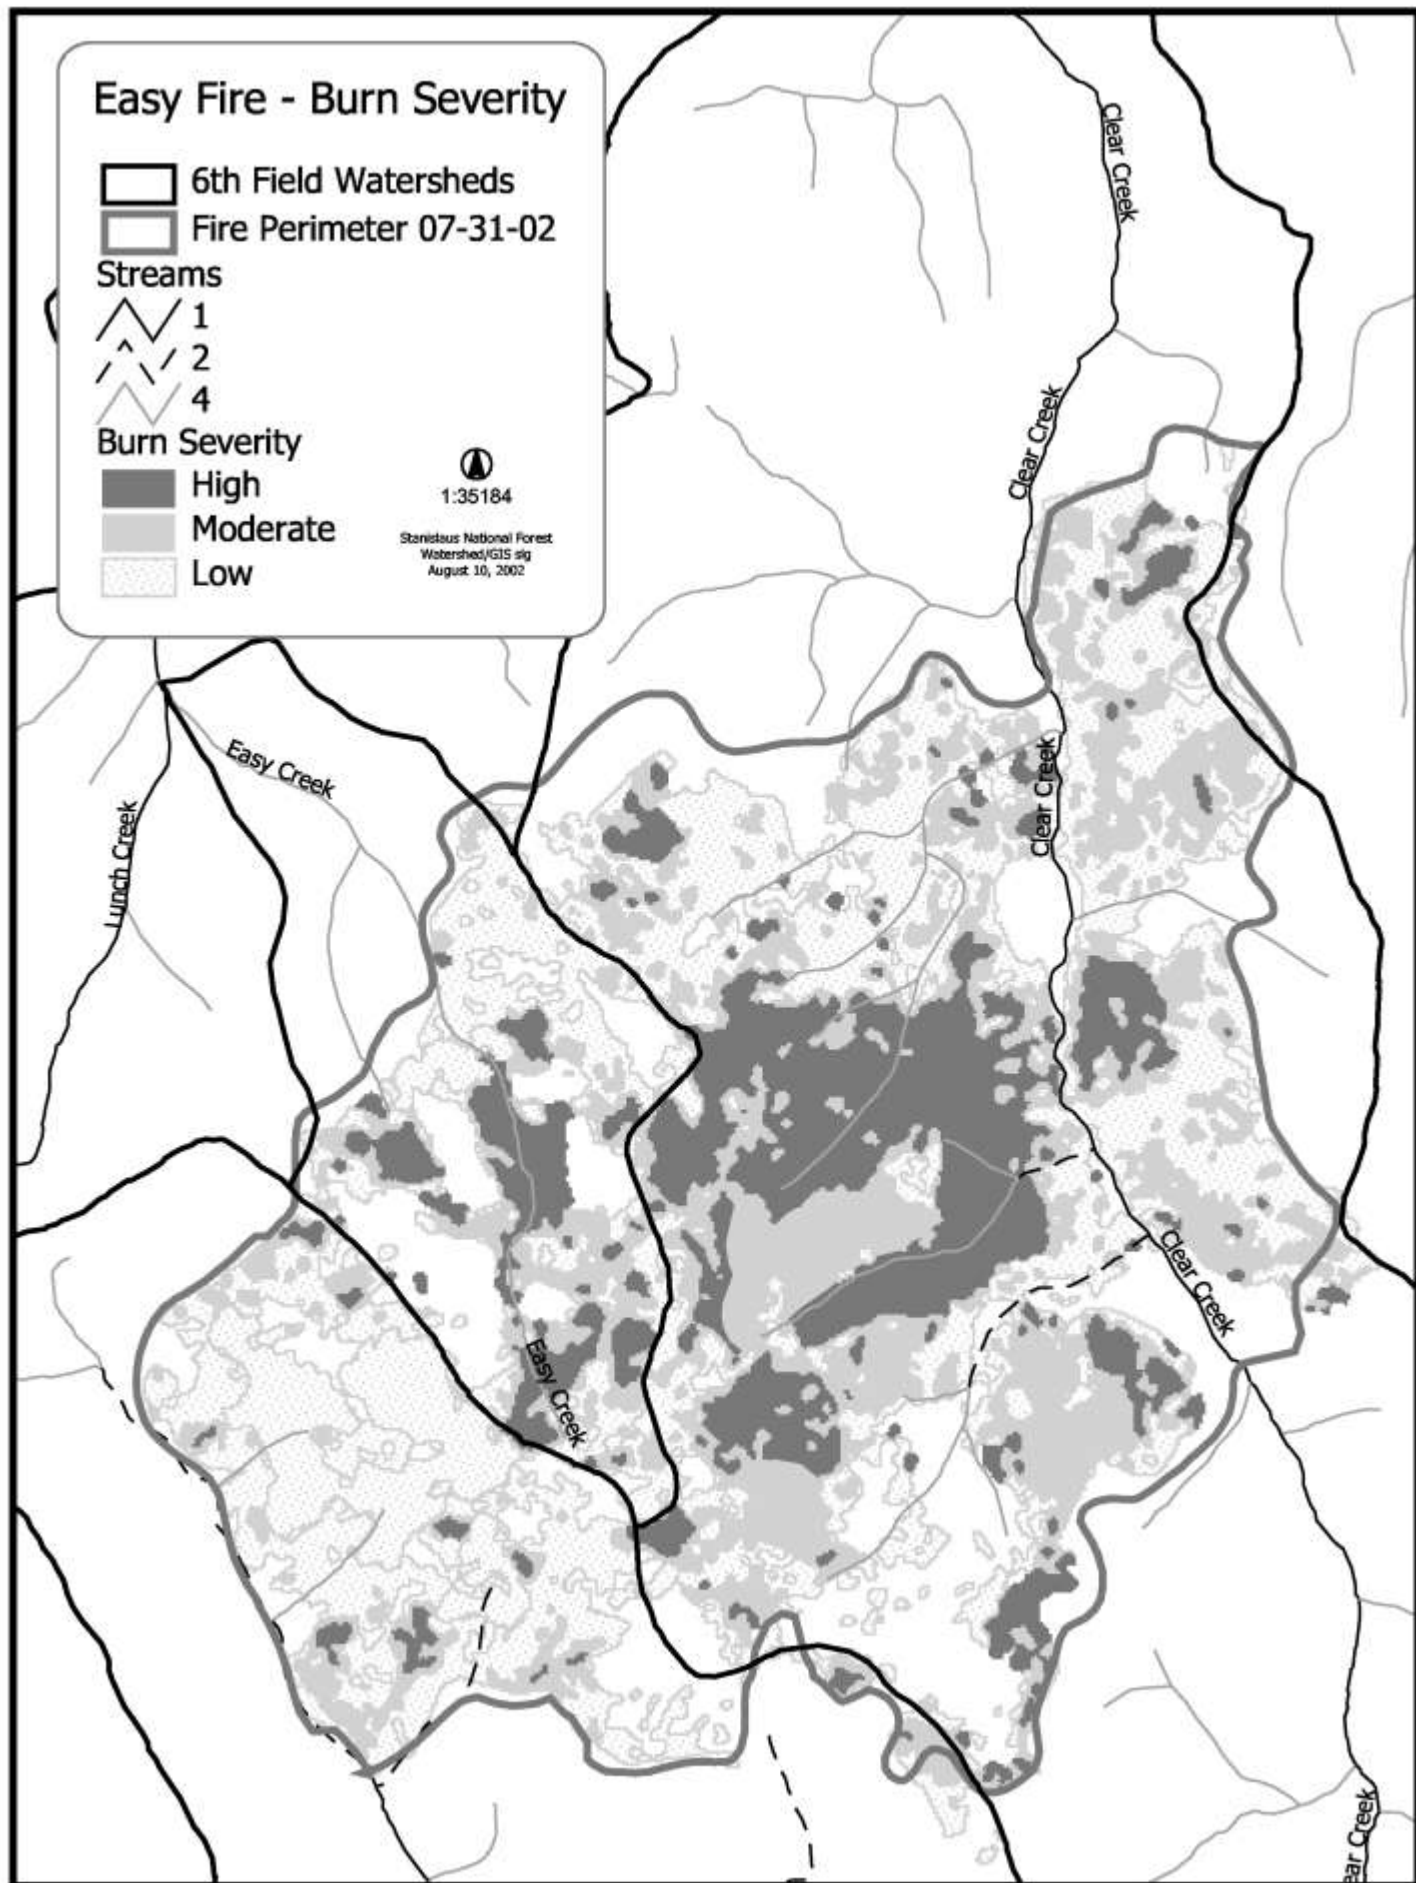 Easy Fire - Burn Severity
6th Field Watersheds
Fire Perimeter 07-31-02
Streams
1
2
4
Burn Severity
High
Moderate
Low
1:35184
Stanislaus National Forest
Watershed/GIS slg
August 10, 2002
Clear Creek
Clear Creek
Easy Creek
Clear Creek
Lunch Creek
Clear Creek
Easy Creek
ear Creek